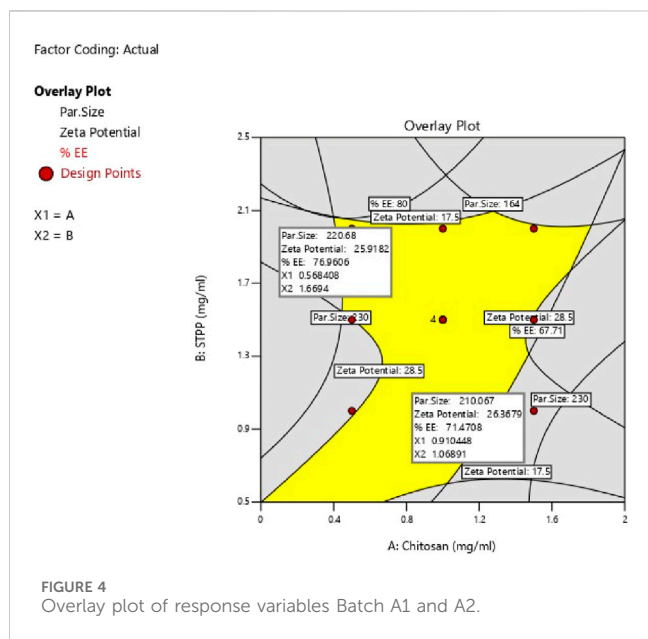 Factor Coding: Actual
Overlay Plot
Par.Size
Zeta Potential
% EE
Design Points
X1 = A
X2 = B
Overlay Plot
2.5
2.1
1.7
1.3
0.9
0.5
B: STPP (mg/ml)
0
0.4
0.8
1.2
1.6
2
A: Chitosan (mg/ml)
% EE: 80
Par.Size: 164
Zeta Potential: 17.5
Par.Size: 220.68
Zeta Potential: 25.9182
% EE: 76.9606
X1 0.568408
X2 1.6694
Par.Size: 230
4
Zeta Potential: 28.5
% EE: 67.71
Zeta Potential: 28.5
Par.Size: 210.067
Zeta Potential: 26.3679
% EE: 71.4708
X1 0.910448
X2 1.06891
Par.Size: 230
Zeta Potential: 17.5
FIGURE 4
Overlay plot of response variables Batch A1 and A2.